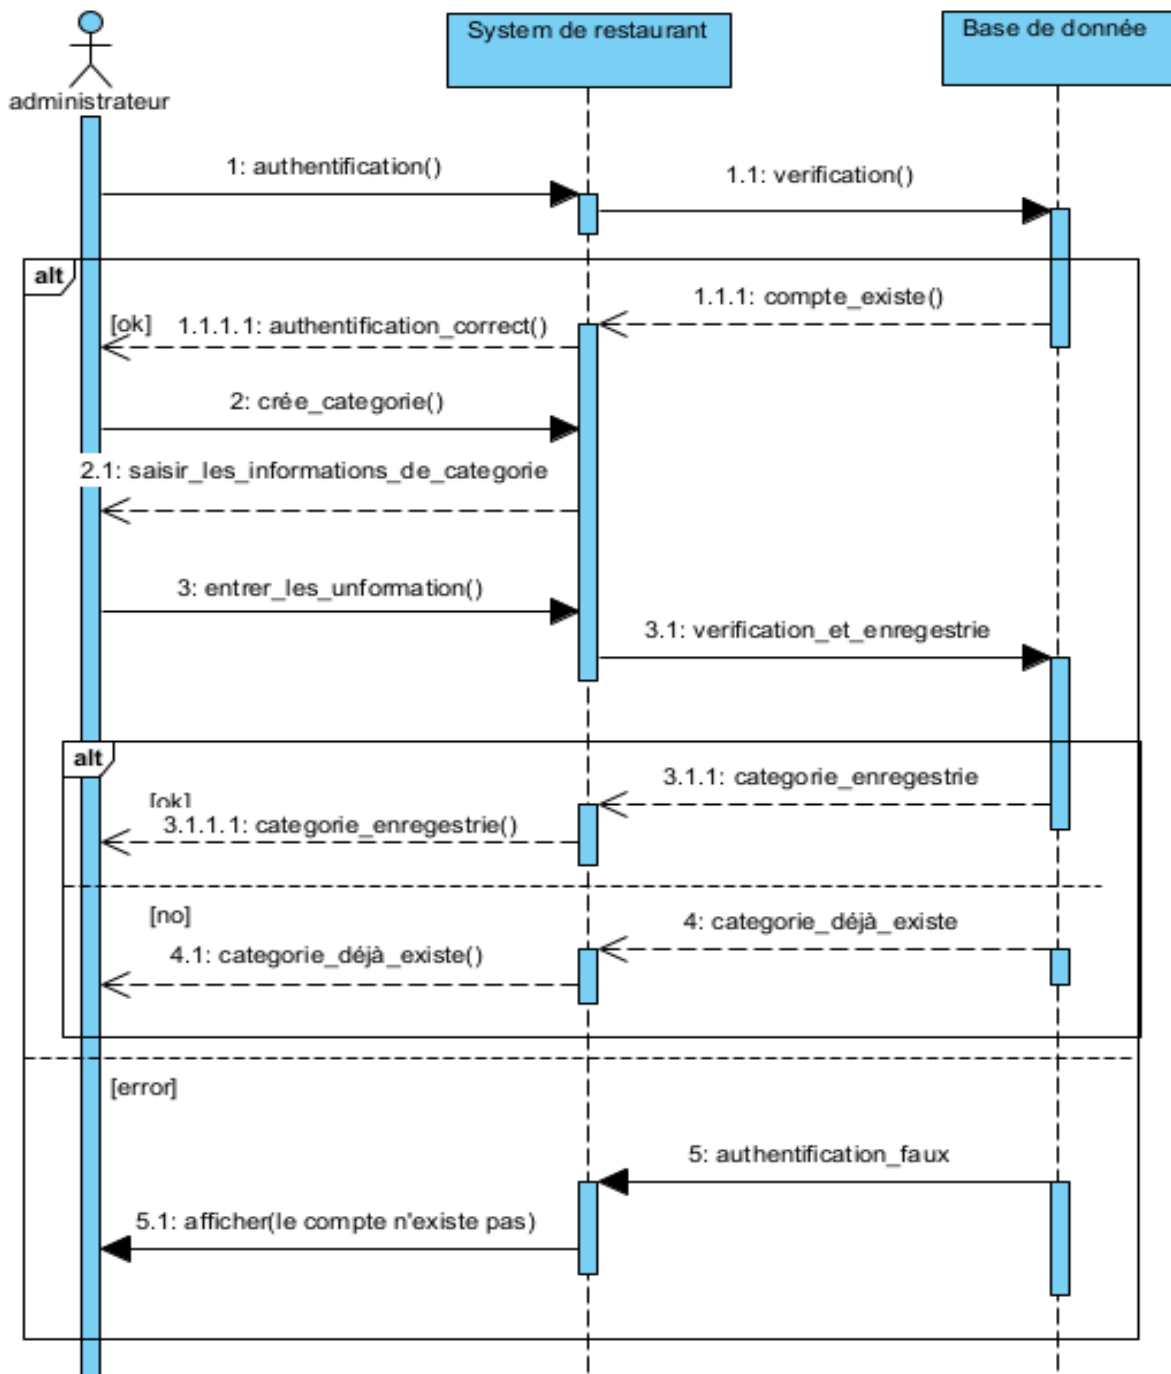 System de restaurant
Base de donnée
administrateur
1: authentification()
1.1: verification()
alt
1.1.1: compte_existe()
[ok]
1.1.1.1: authentification_correct()
2: crée_categorie()
2.1: saisir_les_informations_de_categorie
3: entrer_les_unformation()
3.1: verification_et_enregestrie
alt
3.1.1: categorie_enregestrie
[ok]
3.1.1.1: categorie_enregestrie()
[no]
4: categorie_déjà_existe
4.1: categorie_déjà_existe()
[error]
5: authentification_faux
5.1: afficher(le compte n'existe pas)